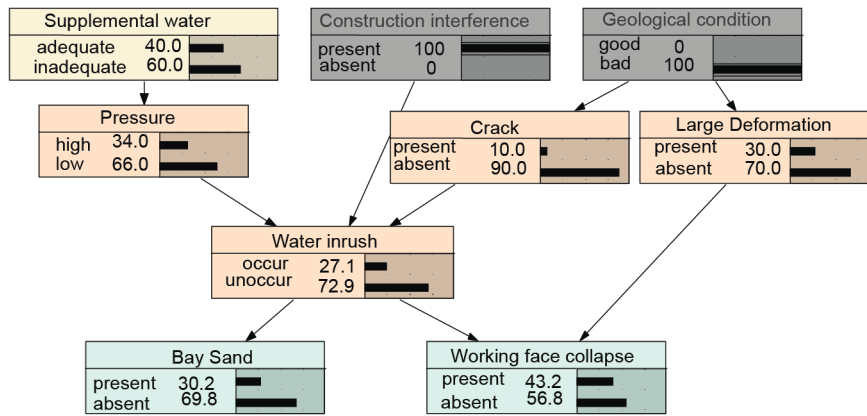 Supplemental water
adequate 40.0
inadequate 60.0
Construction interference
present 100
absent 0
Geological condition
good 0
bad 100
Pressure
high 34.0
low 66.0
Crack
present 10.0
absent 90.0
Large Deformation
present 30.0
absent 70.0
Water inrush
occur 27.1
unoccur 72.9
Bay Sand
present 30.2
absent 69.8
Working face collapse
present 43.2
absent 56.8